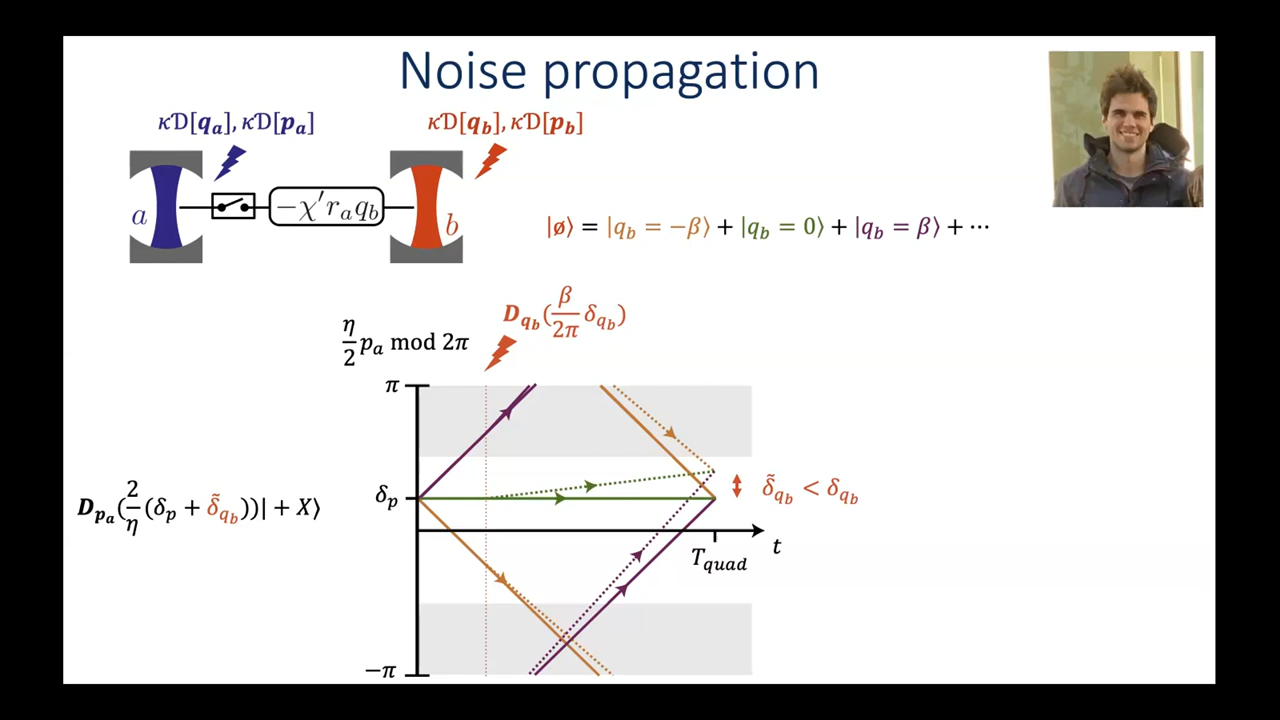 Noise propagation
κD[q_a], κD[p_a]
κD[q_b], κD[p_b]
a
−χ′r_a q_b
b
|ø⟩ = |q_b = −β⟩ + |q_b = 0⟩ + |q_b = β⟩ + ⋯
D_{q_b}(β/2π δ_{q_b})
η/2 p_a mod 2π
π
δ_p
D_{p_a}(2/η (δ_p + δ̃_{q_b}))| + X⟩
δ̃_{q_b} < δ_{q_b}
t
T_quad
−π